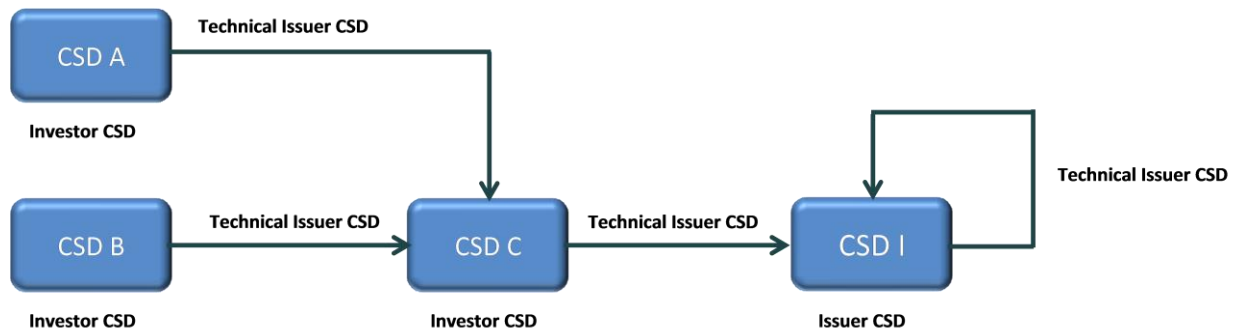 Technical Issuer CSD
CSD A
Investor CSD
Technical Issuer CSD
CSD B
Technical Issuer CSD
CSD C
Technical Issuer CSD
CSD I
Investor CSD
Investor CSD
Issuer CSD